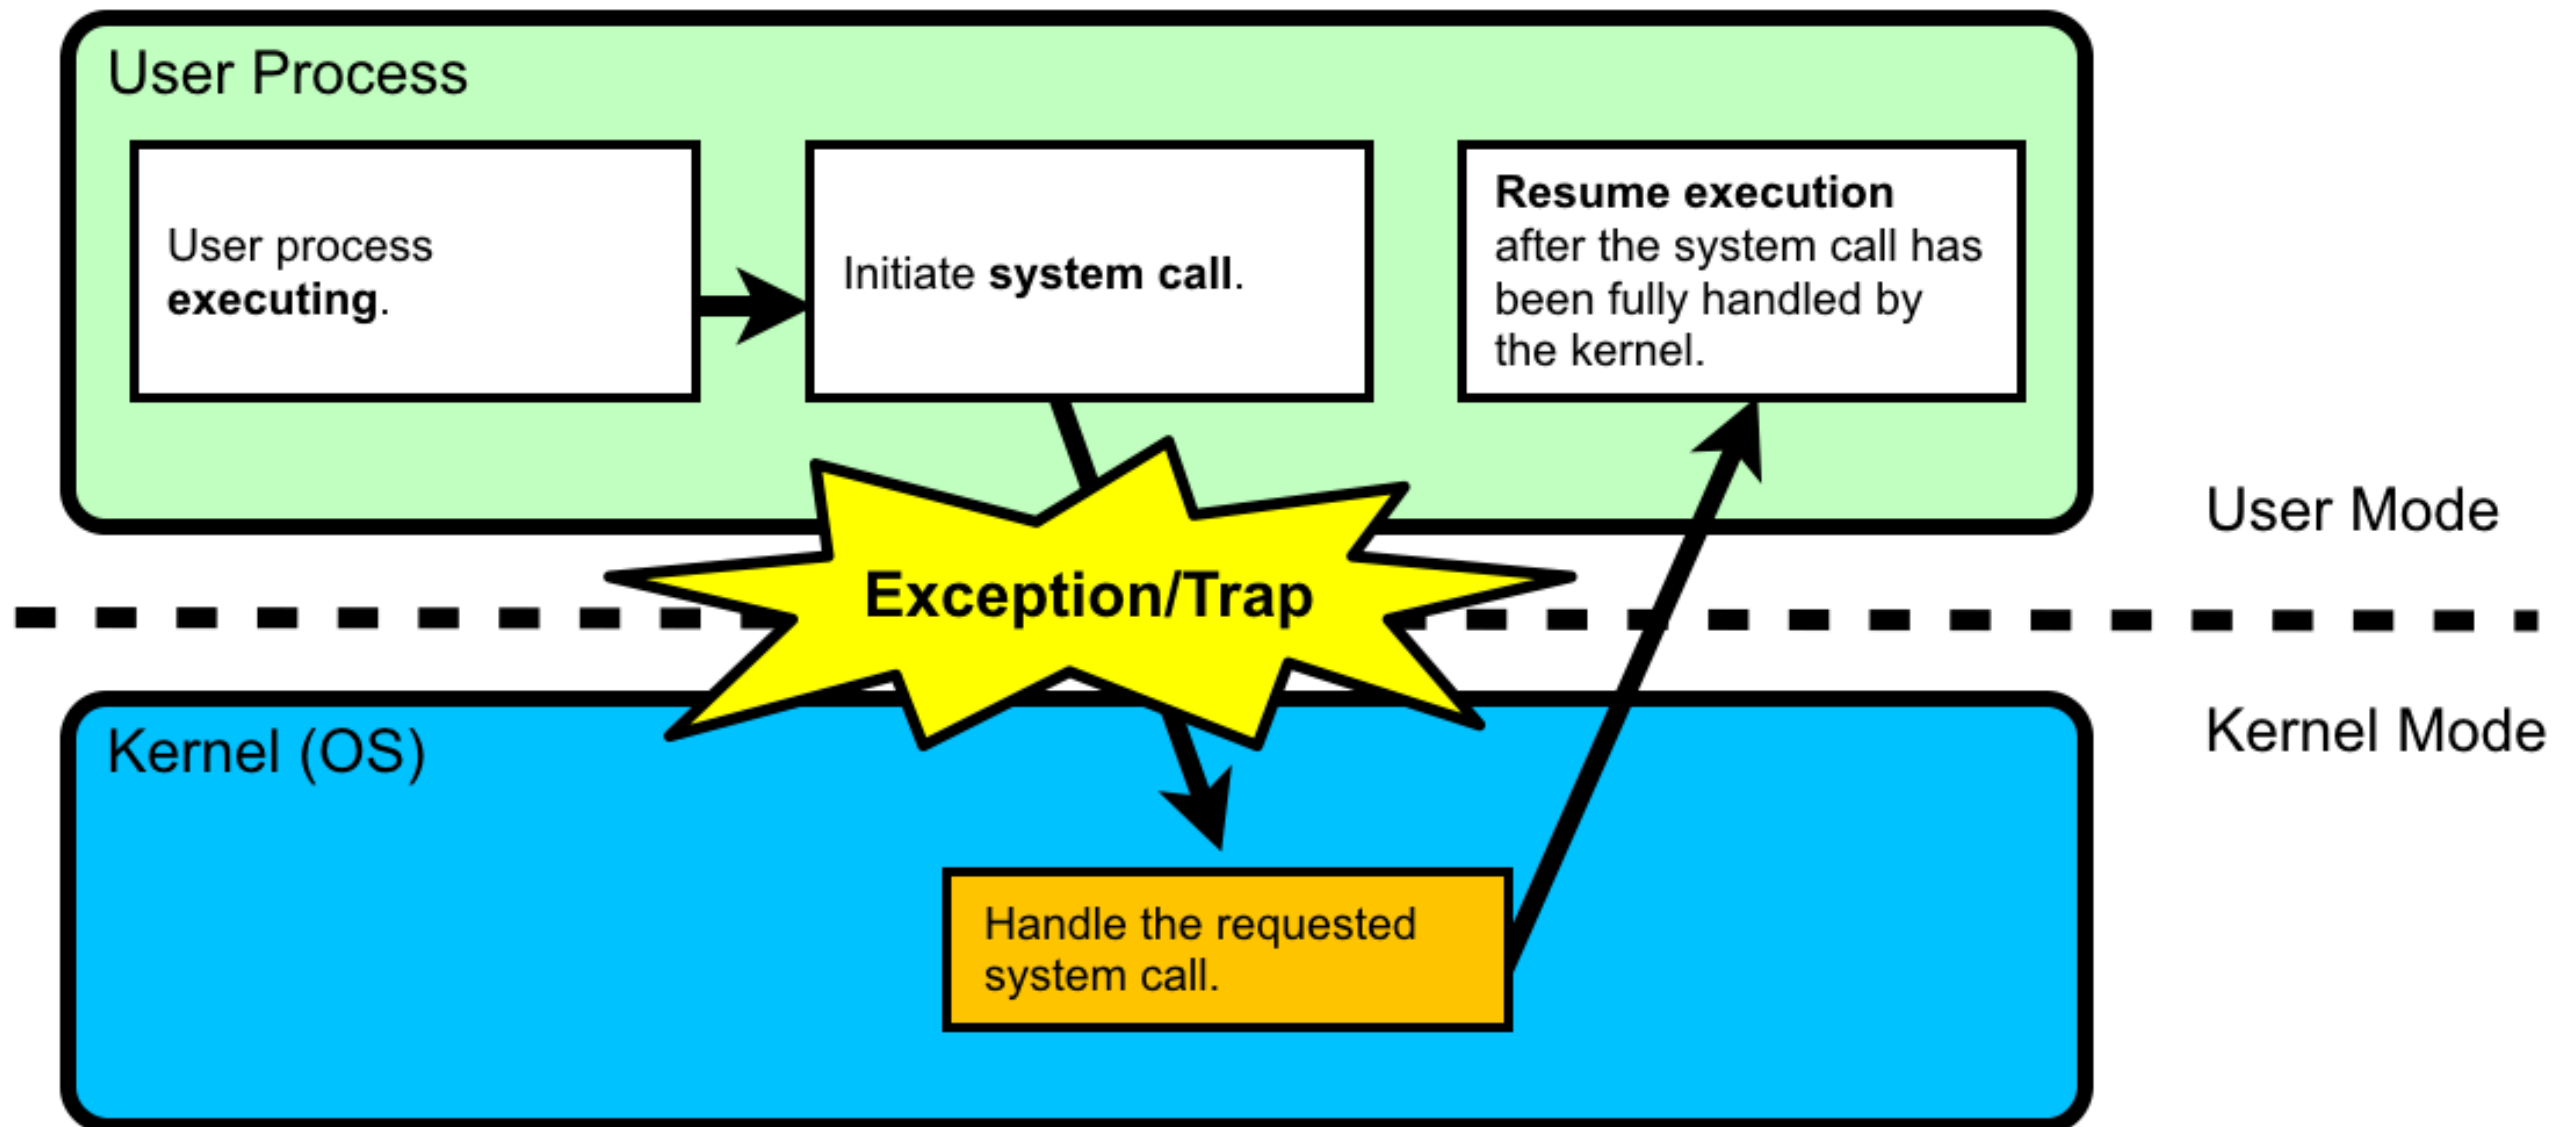 User Process
User process
executing.
Initiate system call.
Resume execution
after the system call has
been fully handled by
the kernel.
User Mode
Exception/Trap
Kernel Mode
Kernel (OS)
Handle the requested
system call.